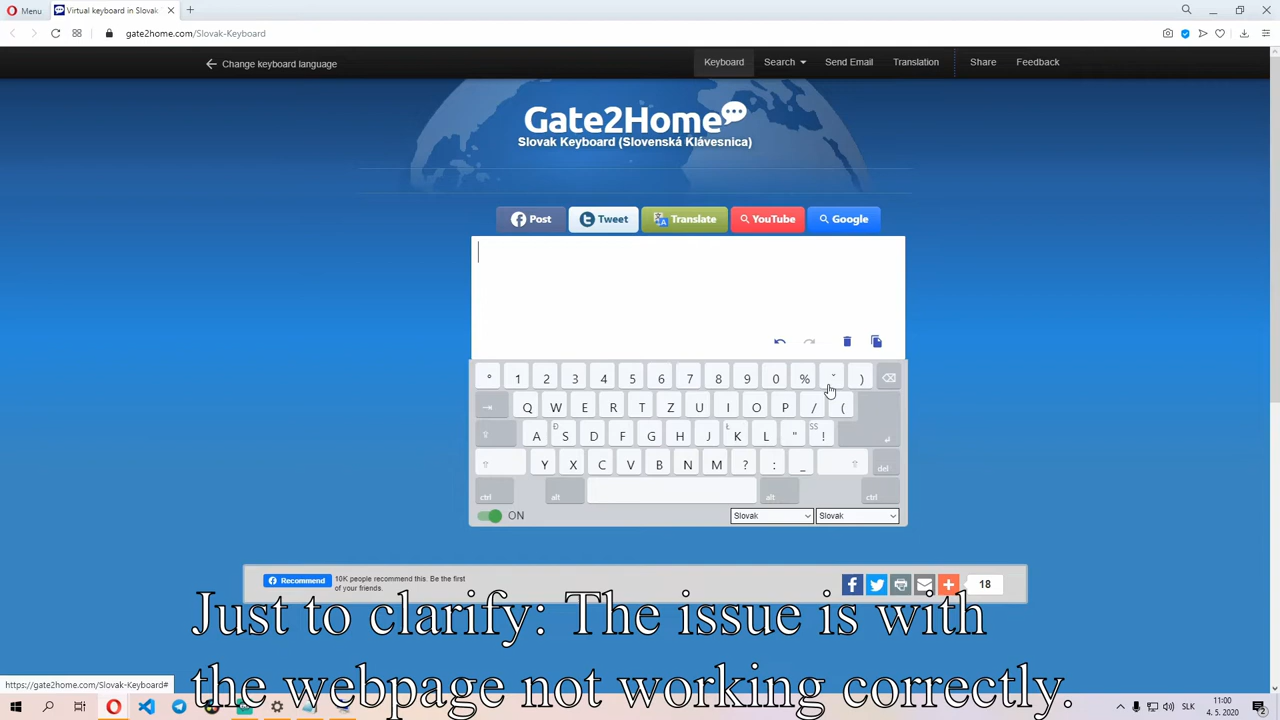 Menu
Virtual keyboard in Slovak
gate2home.com/Slovak-Keyboard
Change keyboard language
Keyboard
Search
Send Email
Translation
Share
Feedback
Gate2Home
Slovak Keyboard (Slovenská Klávesnica)
Post
Tweet
Translate
YouTube
Google
° 1 2 3 4 5 6 7 8 9 0 % ˇ )
Q W E R T Z U I O P / (
A Đ S D F G H J Ł K L " SS !
Y X C V B N M ? : _ del
ctrl alt alt ctrl
ON
Slovak
Slovak
Recommend
10K people recommend this. Be the first
of your friends.
18
Just to clarify: The issue is with
the webpage not working correctly.
https://gate2home.com/Slovak-Keyboard#
SLK
11:00
4. 5. 2020
2